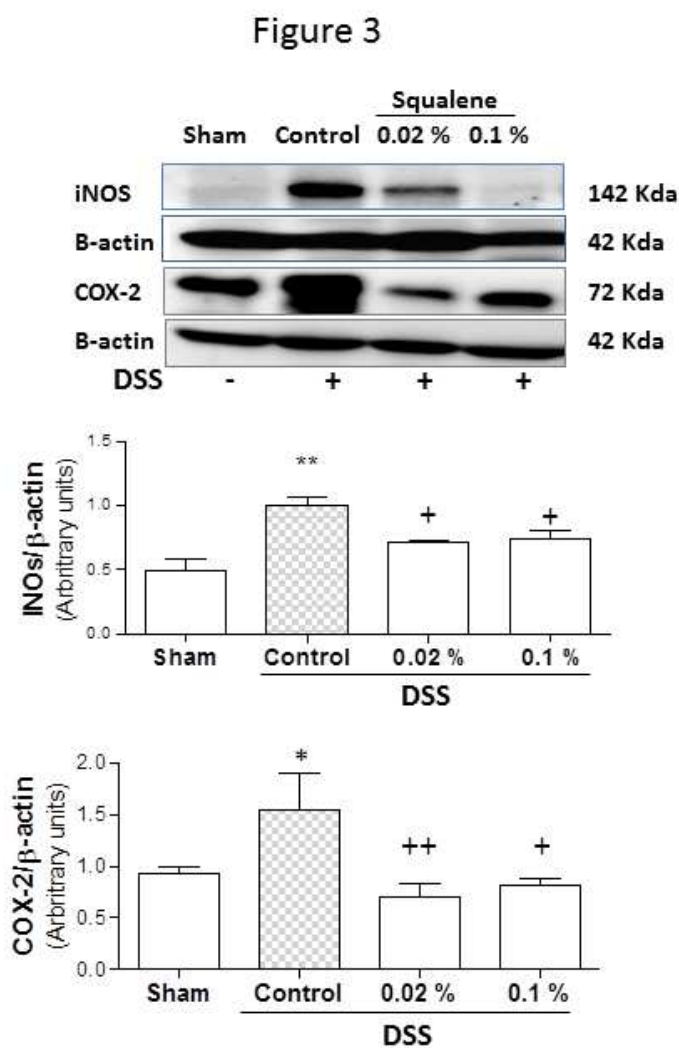 Figure 3
Squalene
Sham Control 0.02 % 0.1 %
iNOS 142 Kda
B-actin 42 Kda
COX-2 72 Kda
B-actin 42 Kda
DSS - + + +
INOs/β-actin
(Arbritrary units)
1.5
**
1.0 + +
0.5
0.0
Sham Control 0.02 % 0.1 %
DSS
COX-2/β-actin
(Arbritrary units)
2.0 *
1.5
++ +
1.0
0.5
0.0
Sham Control 0.02 % 0.1 %
DSS